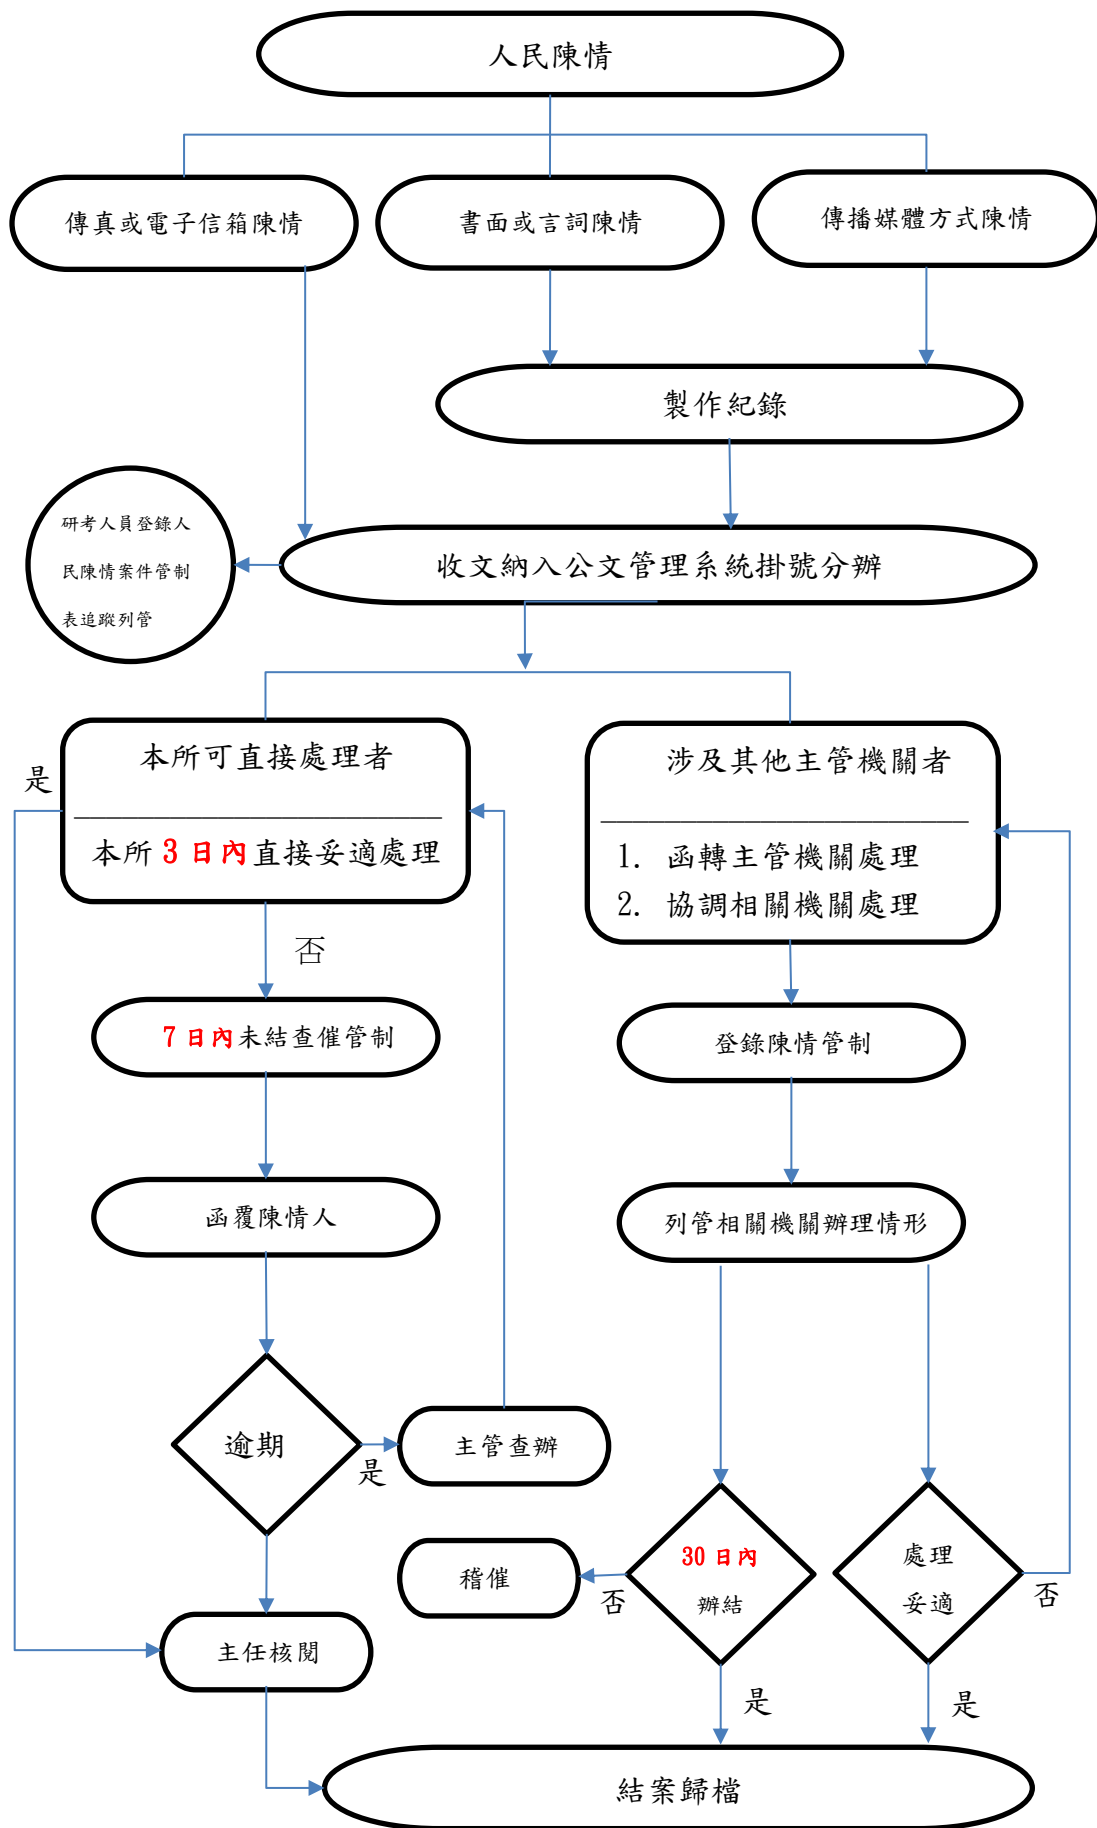 人民陳情
傳真或電子信箱陳情
書面或言詞陳情
傳播媒體方式陳情
製作紀錄
研考人員登錄人
民陳情案件管制
表追蹤列管
收文納入公文管理系統掛號分辦
是
本所可直接處理者
本所 3 日內直接妥適處理
涉及其他主管機關者
1. 函轉主管機關處理
2. 協調相關機關處理
否
7 日內未結查催管制
登錄陳情管制
函覆陳情人
列管相關機關辦理情形
逾期
是
主管查辦
稽催
否
30 日內
辦結
處理
妥適
否
主任核閱
是
是
結案歸檔